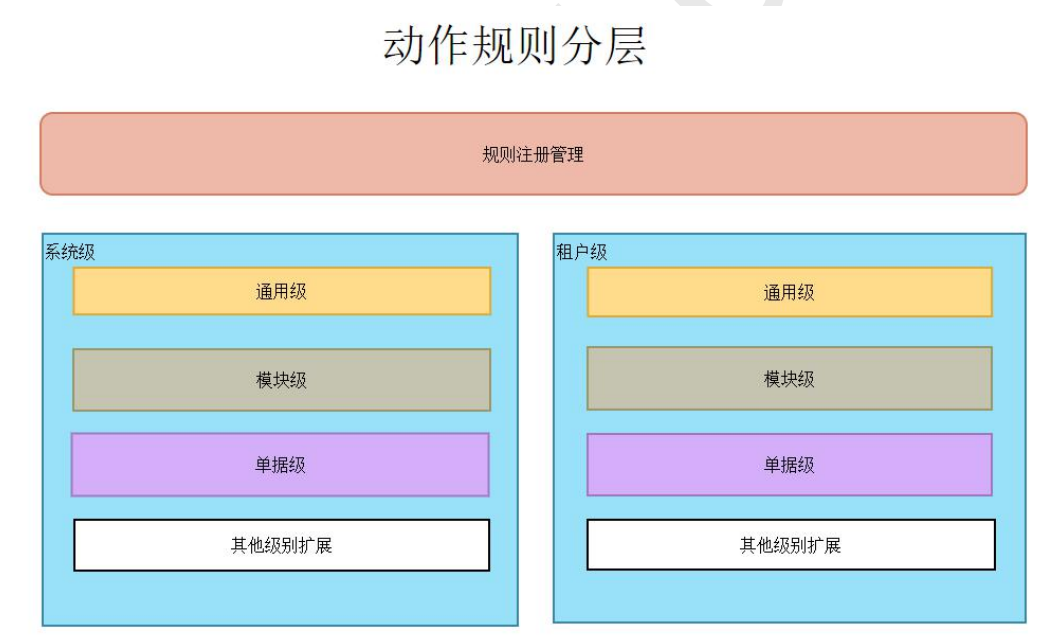 动作规则分层
规则注册管理
系统级
通用级
模块级
单据级
其他级别扩展
租户级
通用级
模块级
单据级
其他级别扩展